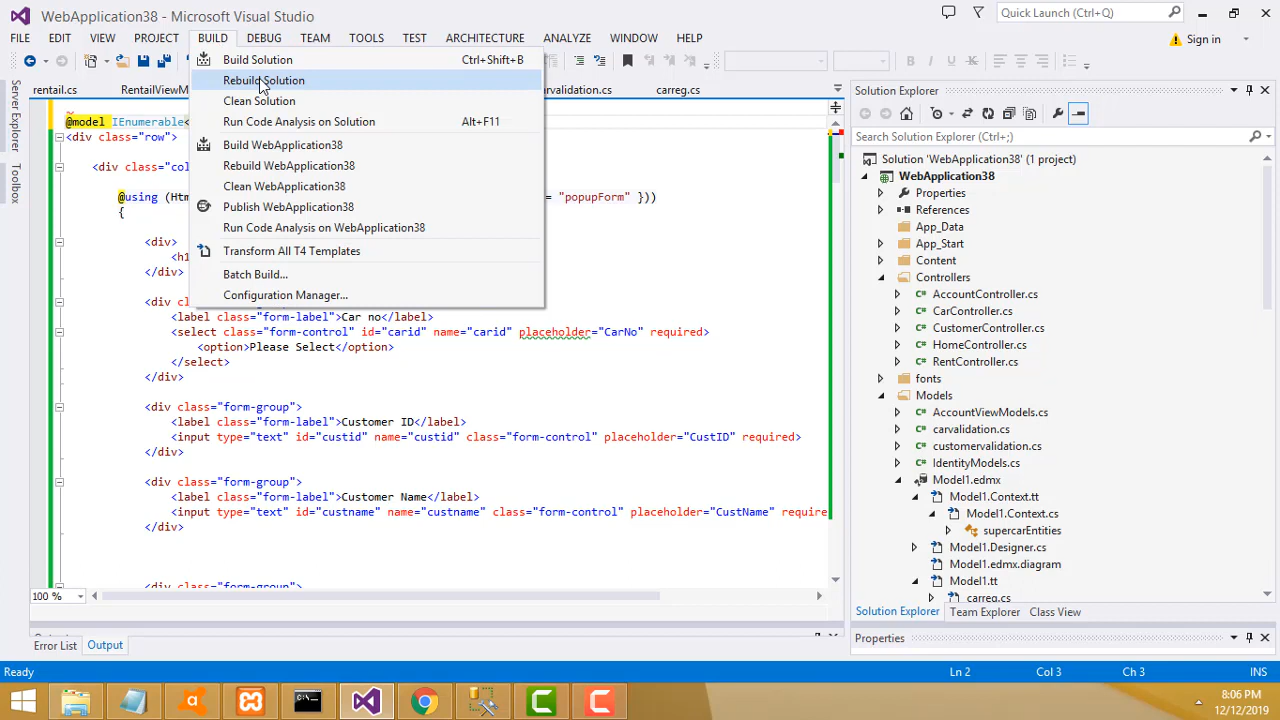 WebApplication38 - Microsoft Visual Studio
Quick Launch (Ctrl+Q)
FILE EDIT VIEW PROJECT BUILD DEBUG TEAM TOOLS TEST ARCHITECTURE ANALYZE WINDOW HELP
Sign in
Build Solution Ctrl+Shift+B
Rebuild Solution
Clean Solution
Run Code Analysis on Solution Alt+F11
Build WebApplication38
Rebuild WebApplication38
Clean WebApplication38
Publish WebApplication38
Run Code Analysis on WebApplication38
Transform All T4 Templates
Batch Build...
Configuration Manager...
Server Explorer
Toolbox
rentail.cs RentailViewM arvalidation.cs carreg.cs
@model IEnumerable<
<div class="row">
<div class="col
@using (Htm = "popupForm" }))
{
<div>
<h1
</div>
<div c
<label class="form-label">Car no</label>
<select class="form-control" id="carid" name="carid" placeholder="CarNo" required>
<option>Please Select</option>
</select>
</div>
<div class="form-group">
<label class="form-label">Customer ID</label>
<input type="text" id="custid" name="custid" class="form-control" placeholder="CustID" required>
</div>
<div class="form-group">
<label class="form-label">Customer Name</label>
<input type="text" id="custname" name="custname" class="form-control" placeholder="CustName" require
</div>
<div class="form-group">
100 %
Error List Output
Solution Explorer
Search Solution Explorer (Ctrl+;)
Solution 'WebApplication38' (1 project)
WebApplication38
Properties
References
App_Data
App_Start
Content
Controllers
AccountController.cs
CarController.cs
CustomerController.cs
HomeController.cs
RentController.cs
fonts
Models
AccountViewModels.cs
carvalidation.cs
customervalidation.cs
IdentityModels.cs
Model1.edmx
Model1.Context.tt
Model1.Context.cs
supercarEntities
Model1.Designer.cs
Model1.edmx.diagram
Model1.tt
carreg.cs
Solution Explorer Team Explorer Class View
Properties
Ready Ln 2 Col 3 Ch 3 INS
8:06 PM
12/12/2019